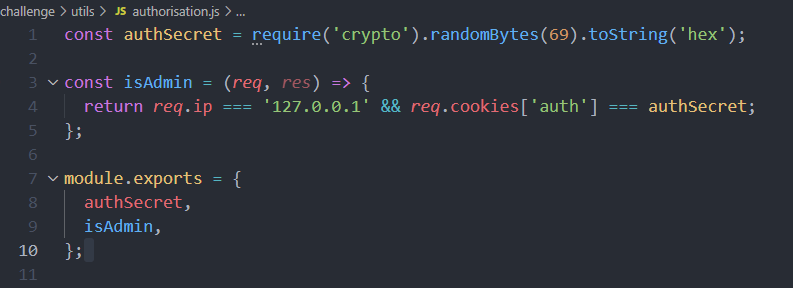 challenge > utils > JS authorisation.js > ...
1 const authSecret = require('crypto').randomBytes(69).toString('hex');
2
3 const isAdmin = (req, res) => {
4 return req.ip === '127.0.0.1' && req.cookies['auth'] === authSecret;
5 };
6
7 module.exports = {
8 authSecret,
9 isAdmin,
10 };
11